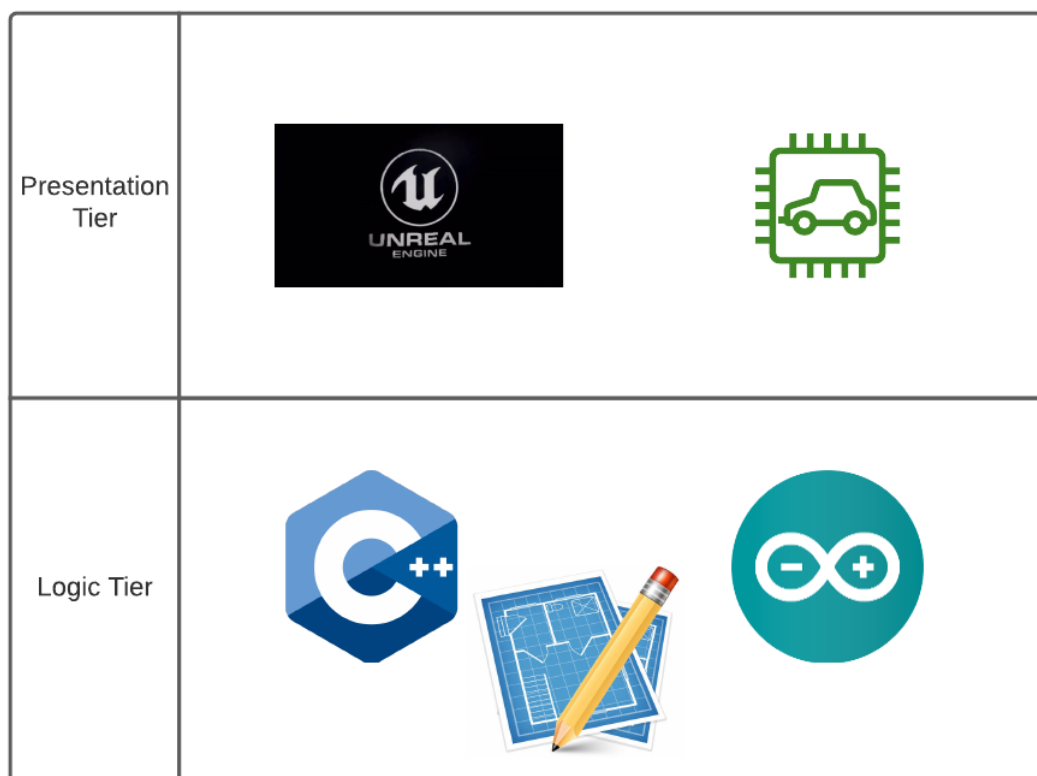 Presentation
Tier
UNREAL
ENGINE
Logic Tier
C++